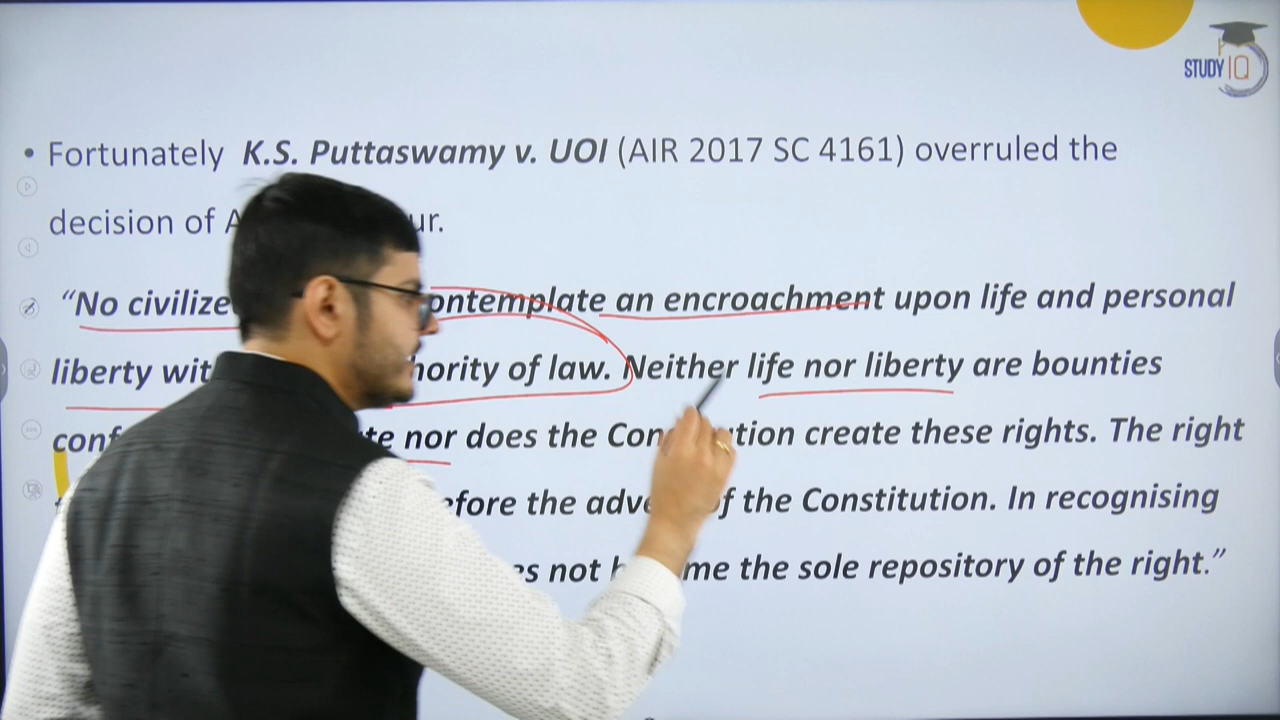 STUDY IQ
• Fortunately K.S. Puttaswamy v. UOI (AIR 2017 SC 4161) overruled the
decision of A ur.
“No civilize ontemplate an encroachment upon life and personal
liberty wit hority of law. Neither life nor liberty are bounties
conf te nor does the Con tion create these rights. The right
efore the adve f the Constitution. In recognising
es not b me the sole repository of the right.”